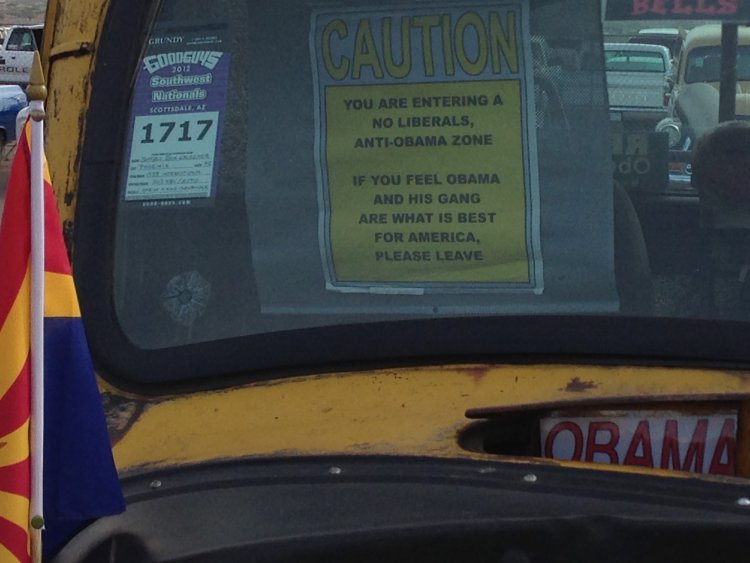 BELLS
GRUNDY
GOODGUYS
2012
Southwest
Nationals
SCOTTSDALE, AZ
1717
CAUTION
YOU ARE ENTERING A
NO LIBERALS,
ANTI-OBAMA ZONE
IF YOU FEEL OBAMA
AND HIS GANG
ARE WHAT IS BEST
FOR AMERICA,
PLEASE LEAVE
OBAMA